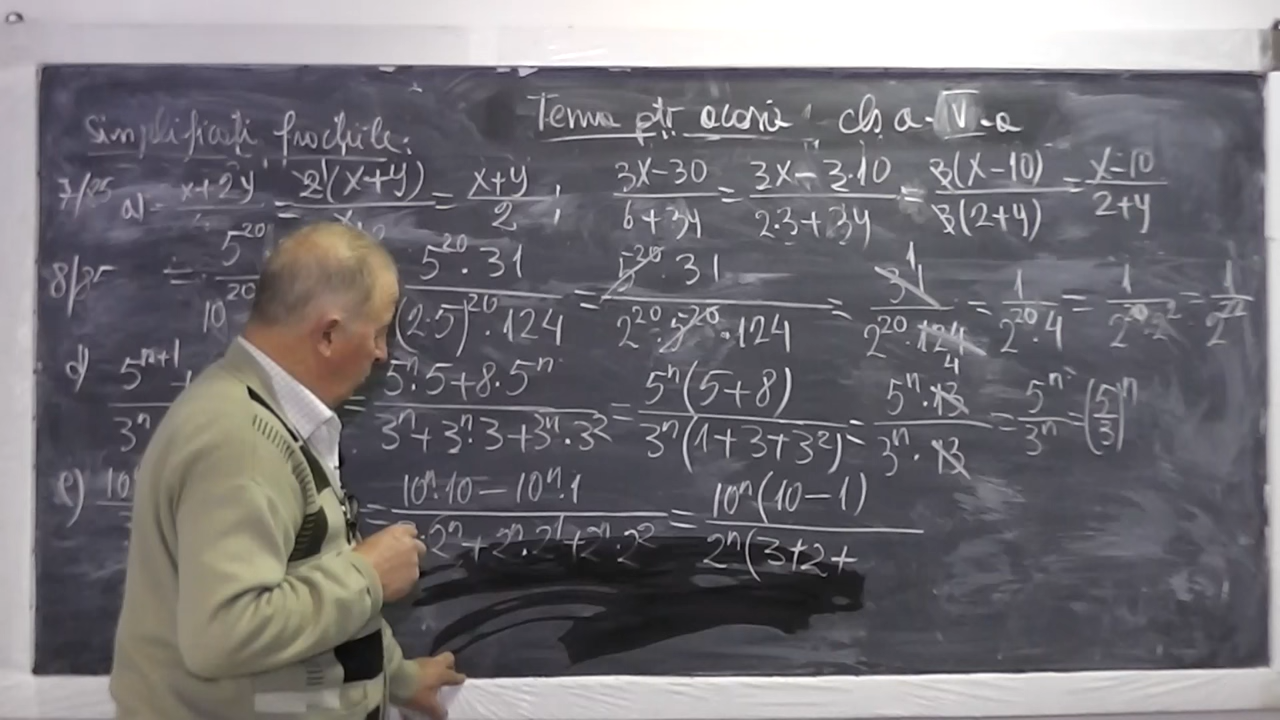 Tema ptr acasă cls a-V-a
Simplificați fracțiile:
7/25 a) x+2y = 2(x+y) = x+y / 2 ; 3x-30 / 6+3y = 3x-3·10 / 2·3+3y = 3(x-10) / 3(2+y) = x-10 / 2+y
8/25 = 5^20 / 10^20 5^20·31 / (2·5)^20·124 = 5^20·31 / 2^20·5^20·124 = 31 1 / 2^20·124 4 = 1 / 2^20·4 = 1 / 2^20·2^2 = 1 / 2^22
d) 5^n+1 + / 3^n = 5^n·5+8·5^n / 3^n+3^n·3+3^n·3^2 = 5^n(5+8) / 3^n(1+3+3^2) = 5^n·13 / 3^n·13 = 5^n / 3^n = (5/3)^n
e) 10 = 10^n·10-10^n·1 / ·2^n+2^n·2^1+2^n·2^2 = 10^n(10-1) / 2^n(3+2+